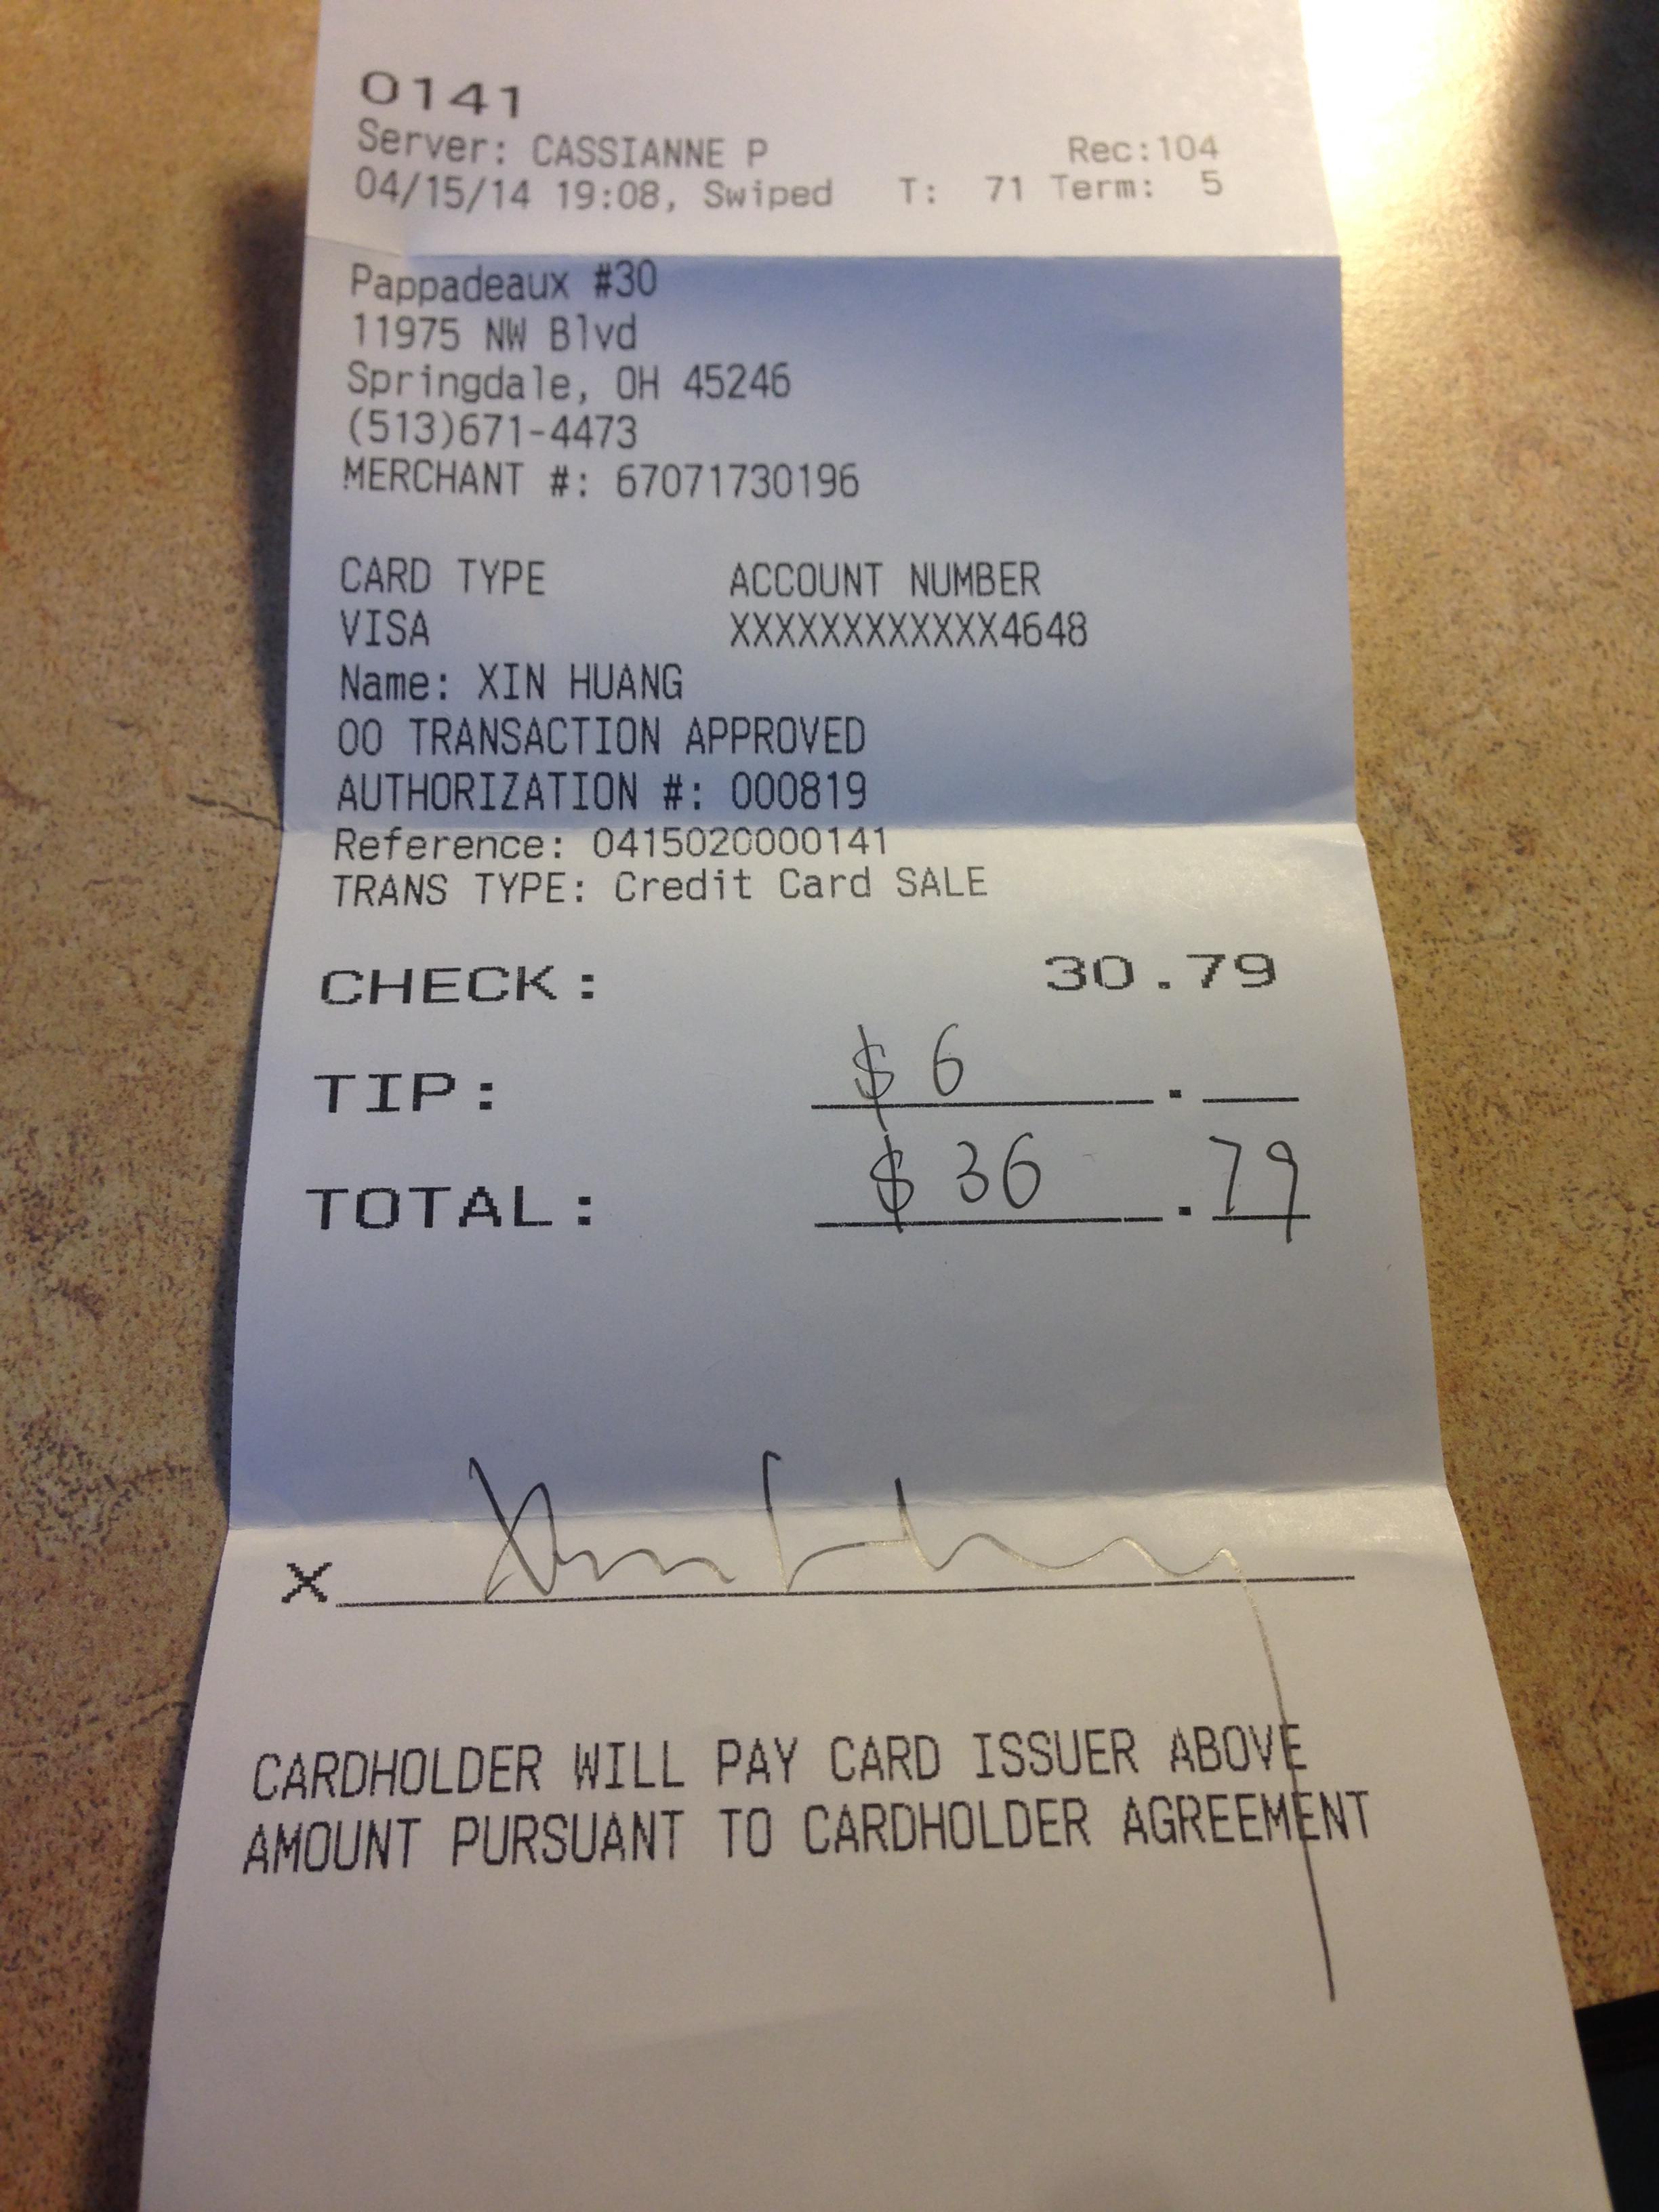 0141
Server: CASSIANNE P Rec:104
04/15/14 19:08, Swiped T: 71 Term: 5
Pappadeaux #30
11975 NW Blvd
Springdale, OH 45246
(513)671-4473
MERCHANT #: 67071730196
CARD TYPE ACCOUNT NUMBER
VISA XXXXXXXXXXXX4648
Name: XIN HUANG
00 TRANSACTION APPROVED
AUTHORIZATION #: 000819
Reference: 0415020000141
TRANS TYPE: Credit Card SALE
CHECK: 30.79
TIP: $ 6 .
TOTAL: $ 36 . 79
X
CARDHOLDER WILL PAY CARD ISSUER ABOVE
AMOUNT PURSUANT TO CARDHOLDER AGREEMENT